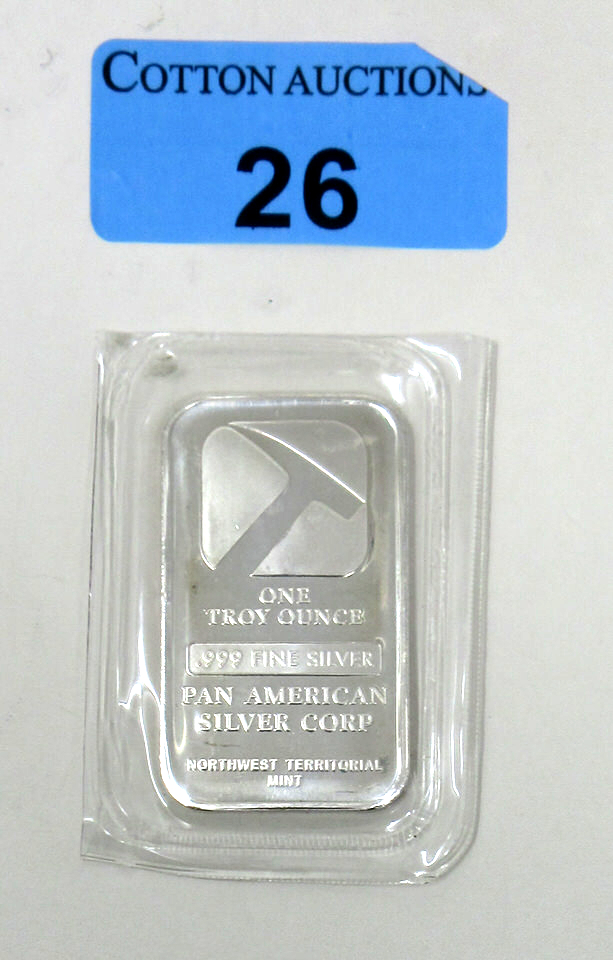 COTTON AUCTIONS
26
ONE
TROY OUNCE
.999 FINE SILVER
PAN AMERICAN
SILVER CORP
NORTHWEST TERRITORIAL
MINT